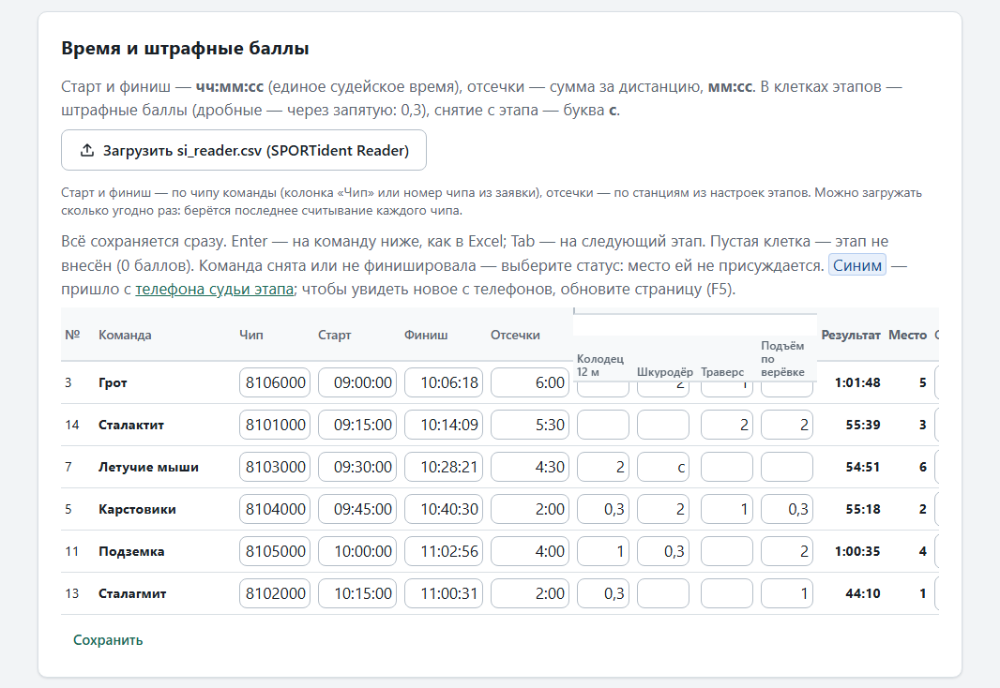 Время и штрафные баллы
Старт и финиш — чч:мм:сс (единое судейское время), отсечки — сумма за дистанцию, мм:сс. В клетках этапов —
штрафные баллы (дробные — через запятую: 0,3), снятие с этапа — буква с.
Загрузить si_reader.csv (SPORTident Reader)
Старт и финиш — по чипу команды (колонка «Чип» или номер чипа из заявки), отсечки — по станциям из настроек этапов. Можно загружать
сколько угодно раз: берётся последнее считывание каждого чипа.
Всё сохраняется сразу. Enter — на команду ниже, как в Excel; Tab — на следующий этап. Пустая клетка — этап не
внесён (0 баллов). Команда снята или не финишировала — выберите статус: место ей не присуждается. Синим —
пришло с телефона судьи этапа; чтобы увидеть новое с телефонов, обновите страницу (F5).
№ Команда Чип Старт Финиш Отсечки Колодец 12 м Шкуродёр Траверс Подъём по верёвке Результат Место
3 Грот 8106000 09:00:00 10:06:18 6:00 2 1 1:01:48 5
14 Сталактит 8101000 09:15:00 10:14:09 5:30 2 2 55:39 3
7 Летучие мыши 8103000 09:30:00 10:28:21 4:30 2 с 54:51 6
5 Карстовики 8104000 09:45:00 10:40:30 2:00 0,3 2 1 0,3 55:18 2
11 Подземка 8105000 10:00:00 11:02:56 4:00 1 0,3 2 1:00:35 4
13 Сталагмит 8102000 10:15:00 11:00:31 2:00 0,3 1 44:10 1
Сохранить